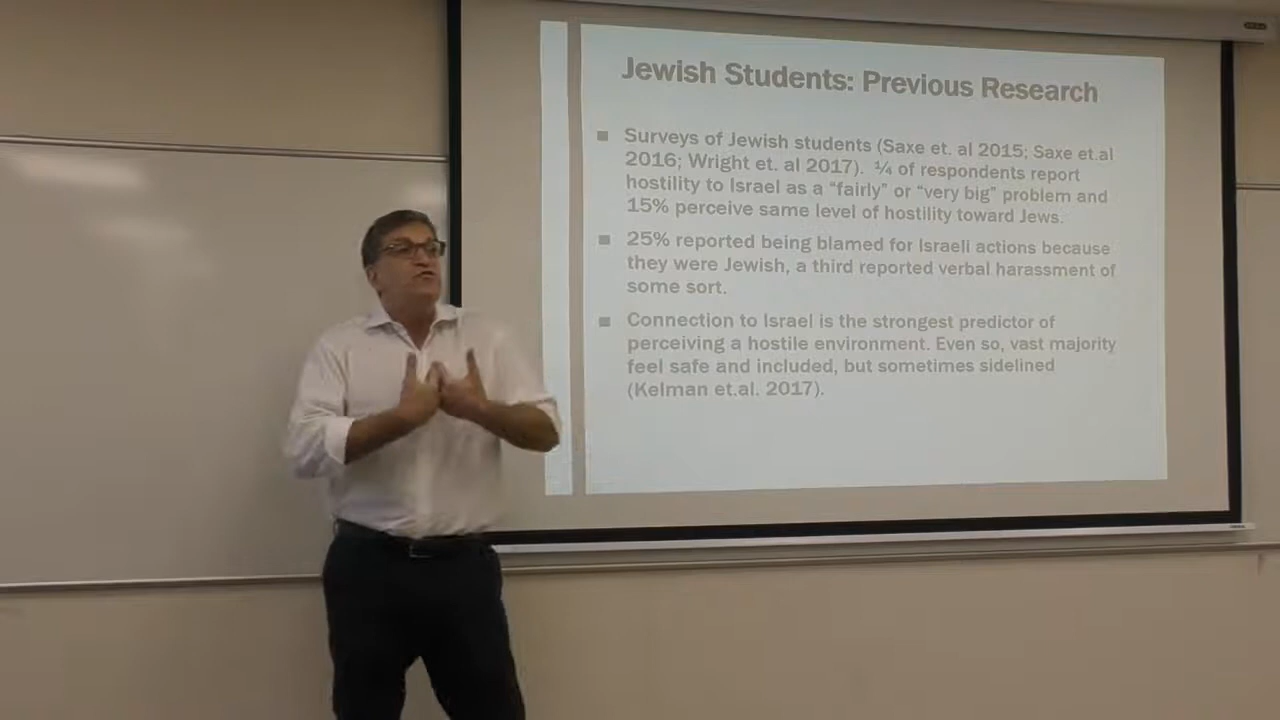 Jewish Students: Previous Research
■ Surveys of Jewish students (Saxe et. al 2015; Saxe et.al
2016; Wright et. al 2017). ¼ of respondents report
hostility to Israel as a “fairly” or “very big” problem and
15% perceive same level of hostility toward Jews.
■ 25% reported being blamed for Israeli actions because
they were Jewish, a third reported verbal harassment of
some sort.
■ Connection to Israel is the strongest predictor of
perceiving a hostile environment. Even so, vast majority
feel safe and included, but sometimes sidelined
(Kelman et.al. 2017).